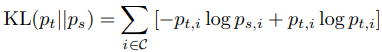 KL(p_t||p_s) = \sum_{i \in \mathcal{C}} [-p_{t,i} \log p_{s,i} + p_{t,i} \log p_{t,i}]